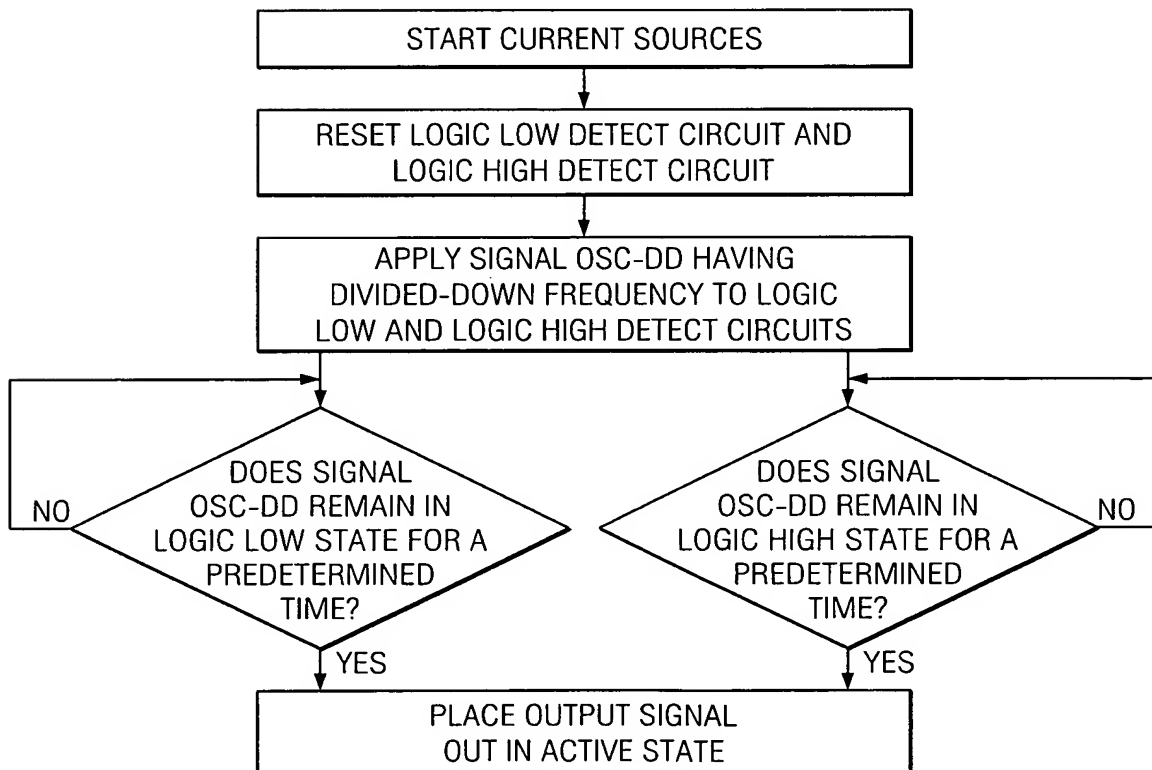 START CURRENT SOURCES
RESET LOGIC LOW DETECT CIRCUIT AND
LOGIC HIGH DETECT CIRCUIT
APPLY SIGNAL OSC-DD HAVING
DIVIDED-DOWN FREQUENCY TO LOGIC
LOW AND LOGIC HIGH DETECT CIRCUITS
DOES SIGNAL
OSC-DD REMAIN IN
LOGIC LOW STATE FOR A
PREDETERMINED
TIME?
NO
YES
DOES SIGNAL
OSC-DD REMAIN IN
LOGIC HIGH STATE FOR A
PREDETERMINED
TIME?
NO
YES
PLACE OUTPUT SIGNAL
OUT IN ACTIVE STATE